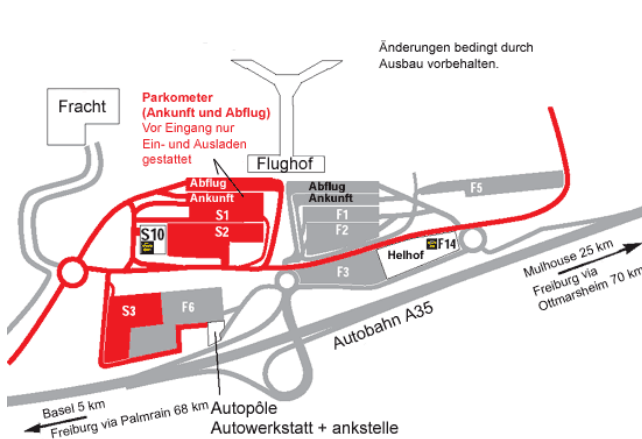 Änderungen bedingt durch
Ausbau vorbehalten.
Fracht
Parkometer
(Ankunft und Abflug)
Vor Eingang nur
Ein- und Ausladen
gestattet
Flughof
Abflug
Ankunft
S1
S2
S10
Abflug
Ankunft
F1
F2
F5
F3
Helhof
F14
S3
F6
Mulhouse 25 km
Freiburg via
Ottmarsheim 70 km
Autobahn A35
Basel 5 km
Freiburg via Palmrain 68 km
Autopôle
Autowerkstatt + ankstelle